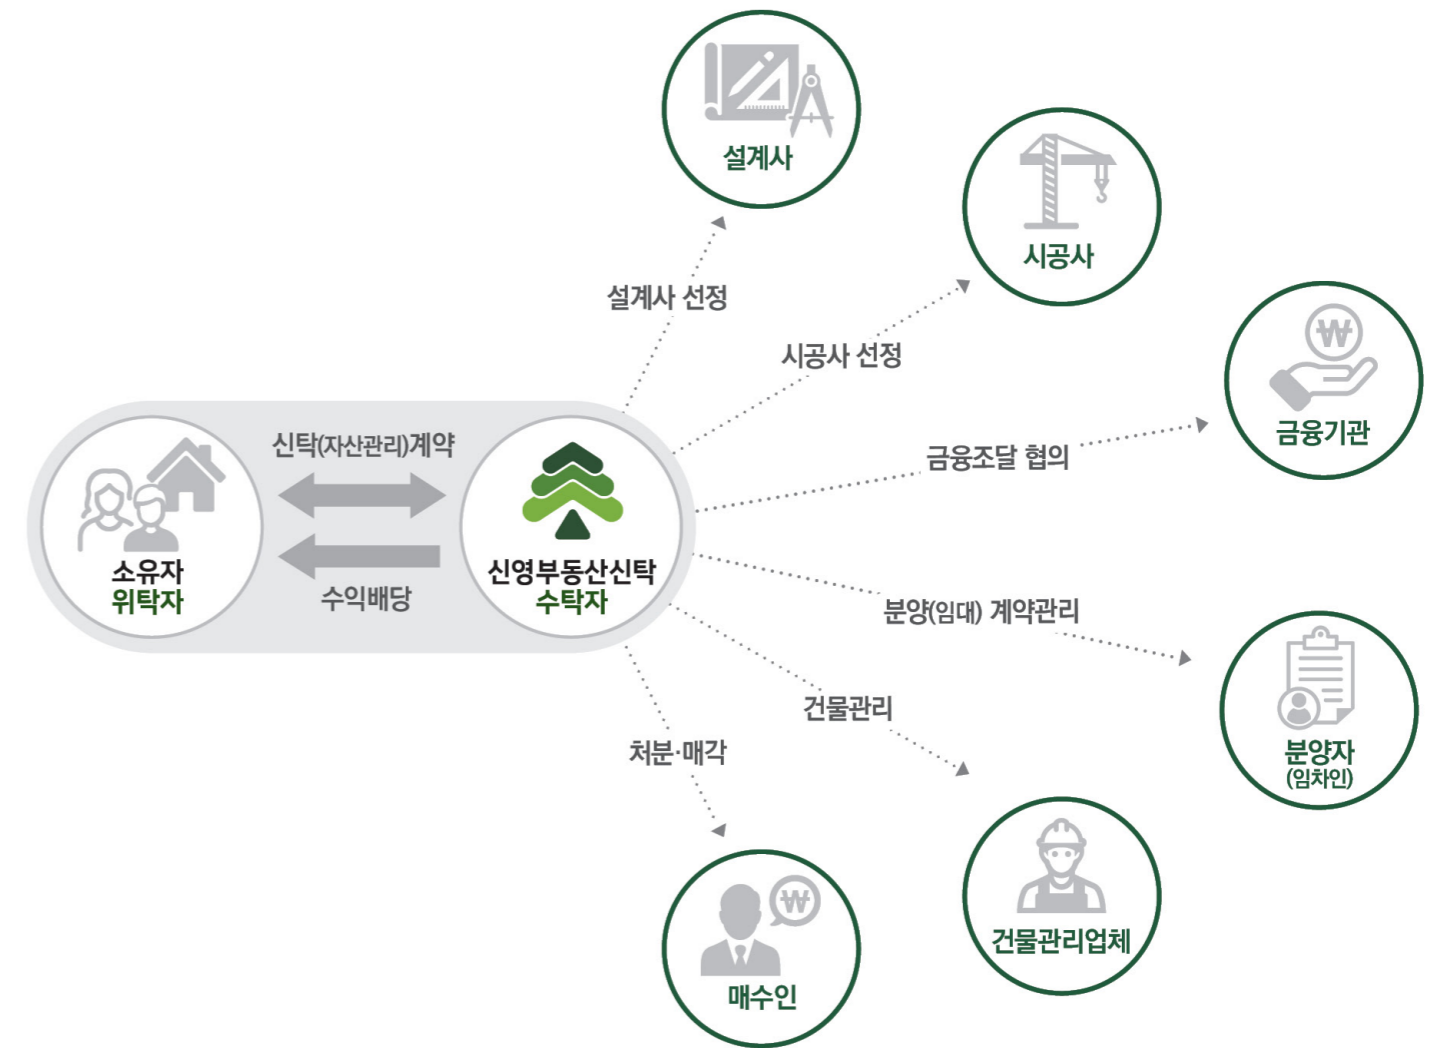 설계사
시공사
설계사 선정
시공사 선정
금융기관
금융조달 협의
신탁(자산관리)계약
소유자
위탁자
수익배당
신영부동산신탁
수탁자
분양(임대) 계약관리
건물관리
처분·매각
분양자
(임차인)
건물관리업체
매수인